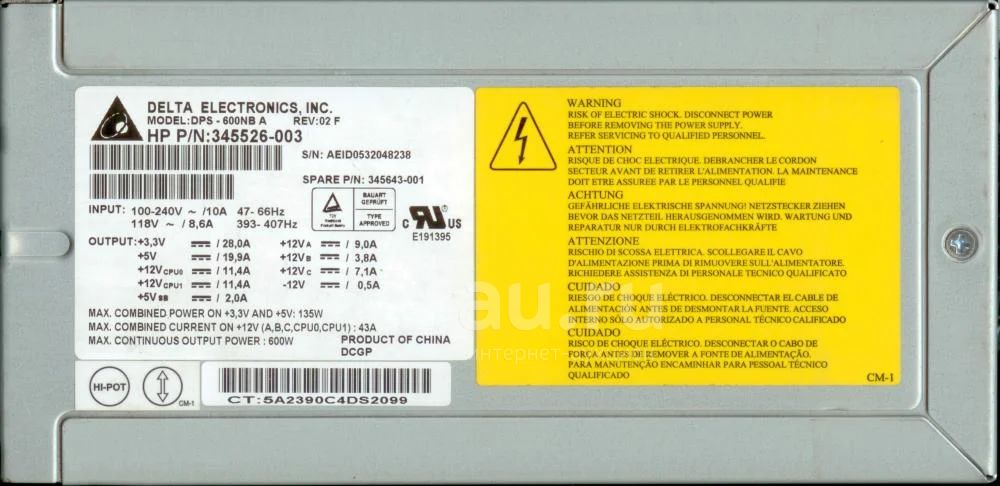 DELTA ELECTRONICS, INC.
MODEL:DPS - 600NB A REV:02 F
HP P/N:345526-003
S/N: AEID0532048238
SPARE P/N: 345643-001
BAUART
GEPRÜFT
TYPE
APPROVED
INPUT: 100-240V ~ /10A 47- 66Hz
118V ~ / 8,6A 393- 407Hz
C UR US
E191395
OUTPUT:+3,3V / 28,0A +12VA / 9,0A
+5V / 19,9A +12VB / 3,8A
+12VCPU0 / 11,4A +12VC / 7,1A
+12VCPU1 / 11,4A -12V / 0,5A
+5VSB / 2,0A
MAX. COMBINED POWER ON +3,3V AND +5V: 135W
MAX. COMBINED CURRENT ON +12V (A,B,C,CPU0,CPU1) : 43A
MAX. CONTINUOUS OUTPUT POWER : 600W
PRODUCT OF CHINA
DCGP
HI-POT
CM-1
CT:5A2390C4DS2099
WARNING
RISK OF ELECTRIC SHOCK. DISCONNECT POWER
BEFORE REMOVING THE POWER SUPPLY.
REFER SERVICING TO QUALIFIED PERSONNEL.
ATTENTION
RISQUE DE CHOC ELECTRIQUE. DEBRANCHER LE CORDON
SECTEUR AVANT DE RETIRER L'ALIMENTATION. LA MAINTENANCE
DOIT ETRE ASSUREE PAR LE PERSONNEL QUALIFIE
ACHTUNG
GEFÄHRLICHE ELEKTRISCHE SPANNUNG! NETZSTECKER ZIEHEN
BEVOR DAS NETZTEIL HERAUSGENOMMEN WIRD. WARTUNG UND
REPARATUR NUR DURCH ELEKTROFACHKRÄFTE
ATTENZIONE
RISCHIO DI SCOSSA ELETTRICA. SCOLLEGARE IL CAVO
D'ALIMENTAZIONE PRIMA DI RIMUOVERE SULL'ALIMENTATORE.
RICHIEDERE ASSISTENZA DI PERSONALE TECNICO QUALIFICATO
CUIDADO
RIESGO DE CHOQUE ELÉCTRICO. DESCONNECTAR EL CABLE DE
ALIMENTACIÓN ANTES DE DESMONTAR LA FUENTE. ACCESO
INTERNO SÓLO AUTORIZADO A PERSONAL TÉCNICO CALIFICADO
CUIDADO
RISCO DE CHOQUE ELÉCTRICO. DESCONECTAR O CABO DE
FORÇA ANTES DE REMOVER A FONTE DE ALIMENTAÇÃO.
PARA MANUTENÇÃO ENCAMINHAR PARA PESSOAL TÉCNICO
QUALIFICADO
CM-1